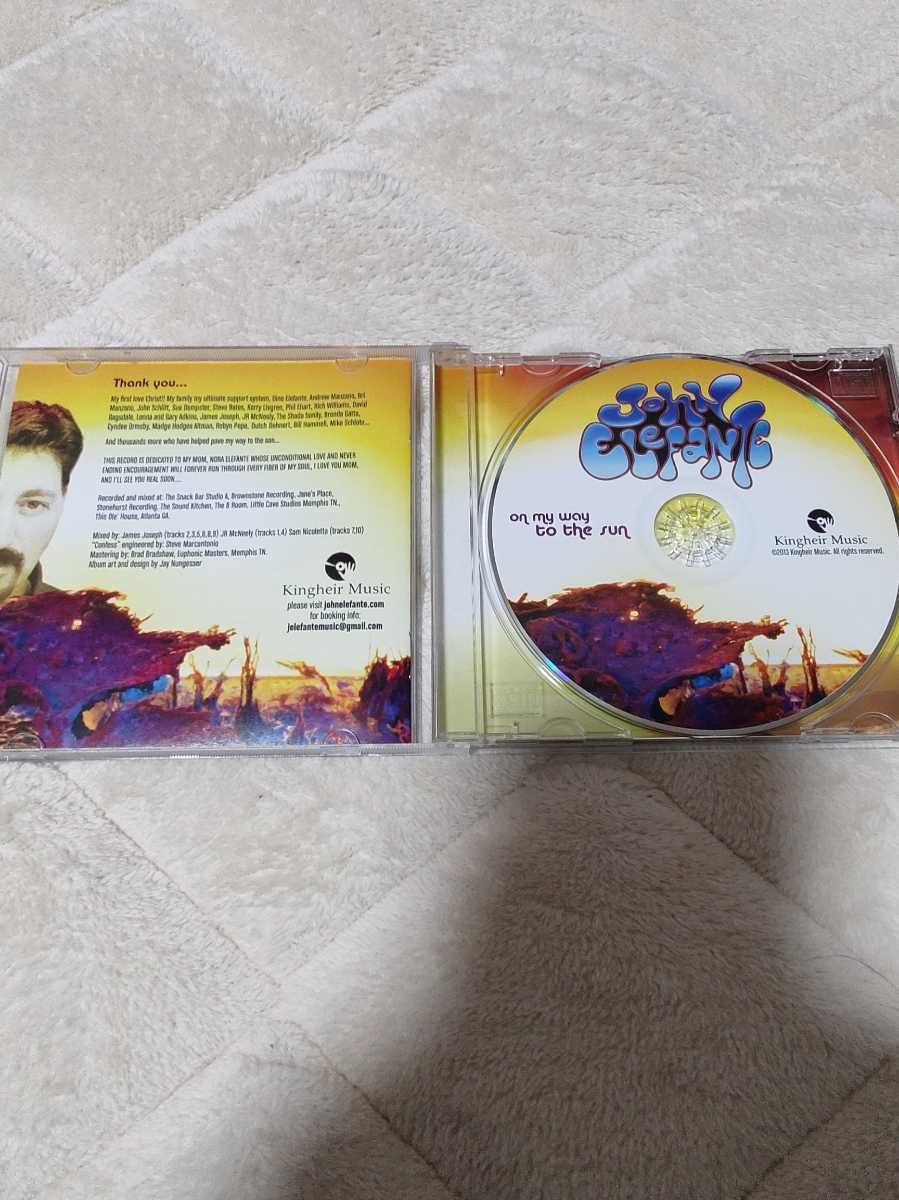 Thank you...
My first love Christ!! My family my ultimate support system, Dino Elefante, Andrew Manzano, Bri
Manzano, John Schlitt, Sue Dempster, Steve Bates, Kerry Livgren, Phil Ehart, Rich Williams, David
Ragsdale, Lanna and Gary Adkins, James Joseph, JR McNeely, The Shada family, Brenda Gatta,
Cyndee Ormsby, Madge Hodges Altman, Robyn Pepa, Dutch Dehnert, Bill Hammell, Mike Schlohr...
And thousands more who have helped pave my way to the son...
THIS RECORD IS DEDICATED TO MY MOM, NORA ELEFANTE WHOSE UNCONDITIONAL LOVE AND NEVER
ENDING ENCOURAGEMENT WILL FOREVER RUN THROUGH EVERY FIBER OF MY SOUL, I LOVE YOU MOM,
AND I'LL SEE YOU REAL SOON....
Recorded and mixed at: The Snack Bar Studio A, Brownstone Recording, Jane's Place,
Stonehurst Recording, The Sound Kitchen, The B Room, Little Cave Studios Memphis TN.,
This Ole' House, Atlanta GA.
Mixed by: James Joseph (tracks 2,3,5,6,8,9) JR McNeely (tracks 1,4) Sam Nicoletta (tracks 7,10)
"Confess" engineered by: Steve Marcantonio
Mastering by: Brad Bradshaw, Euphonic Masters, Memphis TN.
Album art and design by Jay Nungesser
Kingheir Music
please visit johnelefante.com
for booking info:
jelefantemusic@gmail.com
John
Elefante
on my way
to the sun
Kingheir Music
©2013 Kingheir Music. All rights reserved.